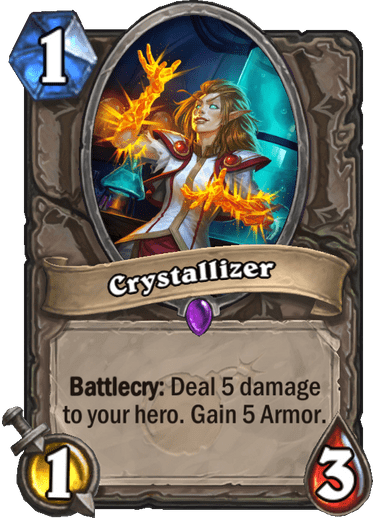 1
Crystallizer
Battlecry: Deal 5 damage
to your hero. Gain 5 Armor.
1
3